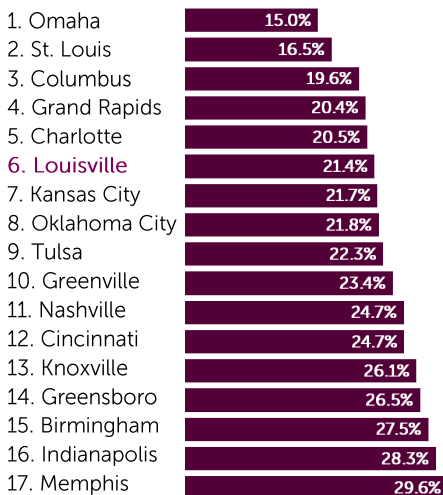 1. Omaha 15.0%
2. St. Louis 16.5%
3. Columbus 19.6%
4. Grand Rapids 20.4%
5. Charlotte 20.5%
6. Louisville 21.4%
7. Kansas City 21.7%
8. Oklahoma City 21.8%
9. Tulsa 22.3%
10. Greenville 23.4%
11. Nashville 24.7%
12. Cincinnati 24.7%
13. Knoxville 26.1%
14. Greensboro 26.5%
15. Birmingham 27.5%
16. Indianapolis 28.3%
17. Memphis 29.6%